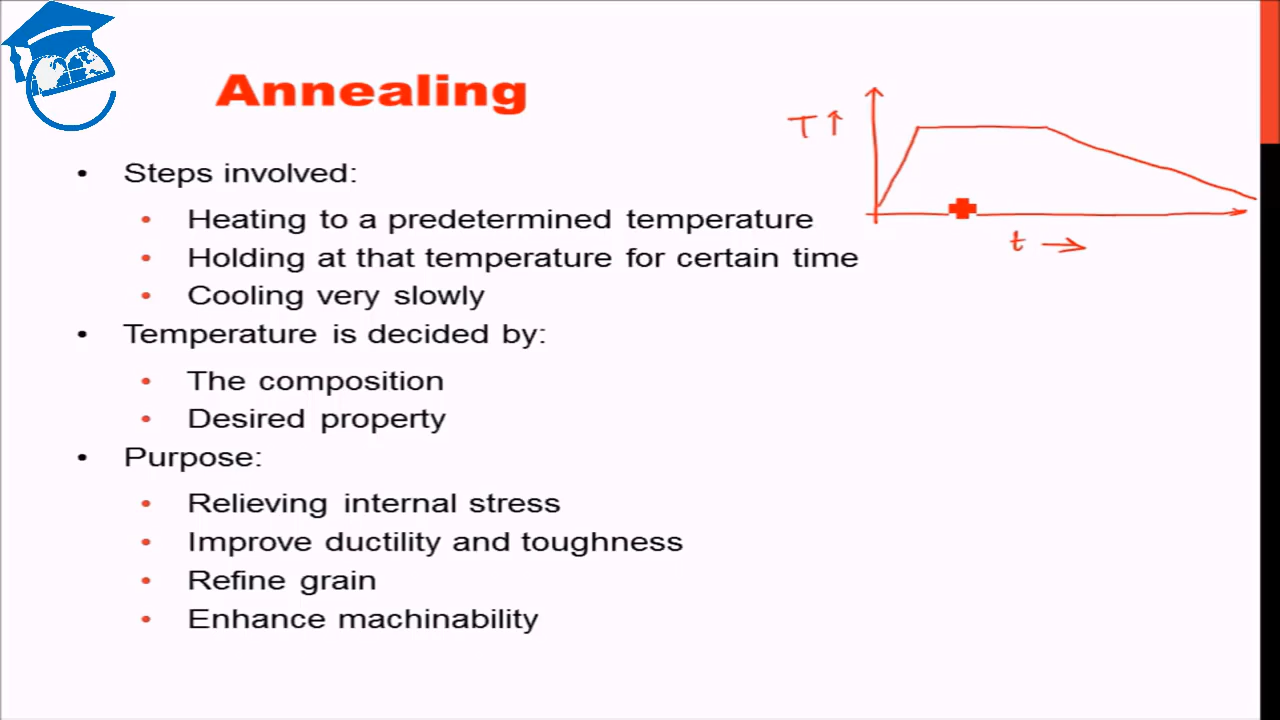 Annealing
T↑
• Steps involved:
• Heating to a predetermined temperature
t →
• Holding at that temperature for certain time
• Cooling very slowly
• Temperature is decided by:
• The composition
• Desired property
• Purpose:
• Relieving internal stress
• Improve ductility and toughness
• Refine grain
• Enhance machinability